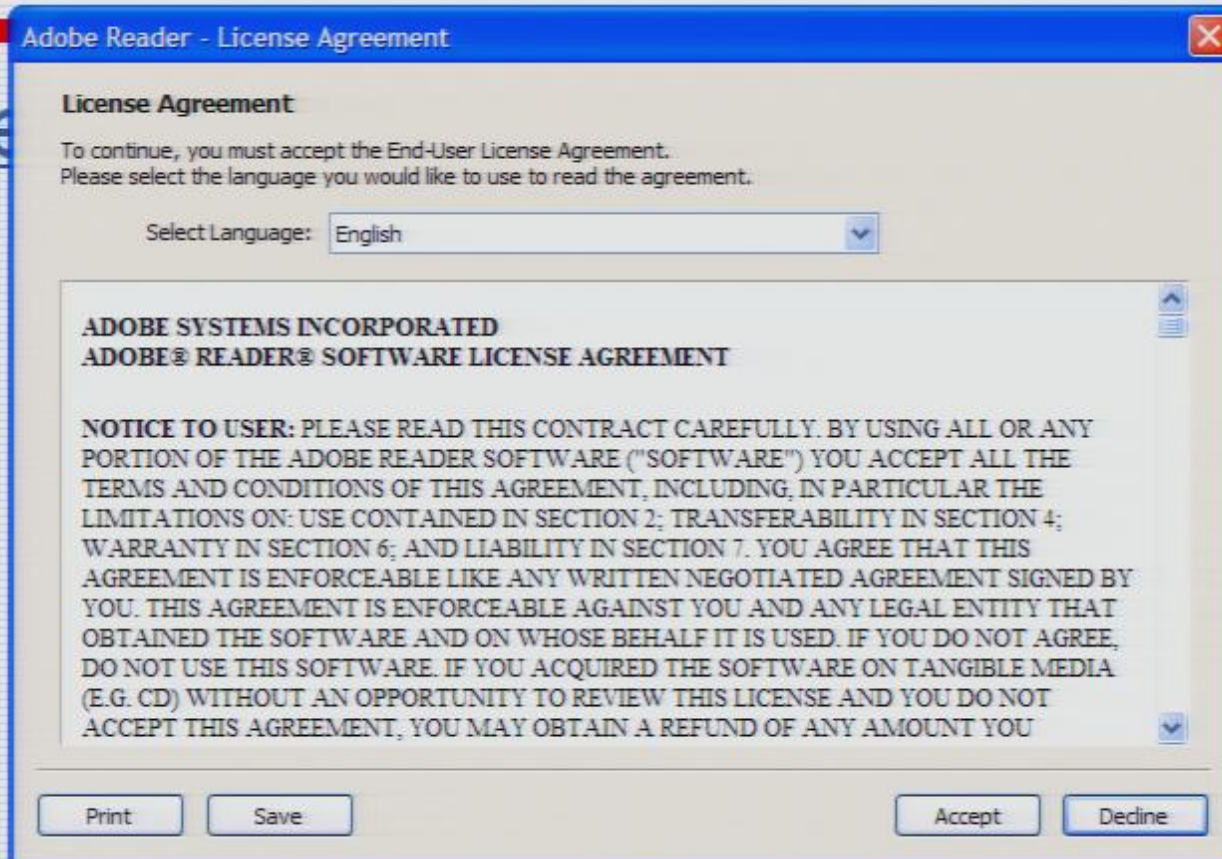 Adobe Reader - License Agreement
License Agreement
To continue, you must accept the End-User License Agreement.
Please select the language you would like to use to read the agreement.
Select Language: English
ADOBE SYSTEMS INCORPORATED
ADOBE® READER® SOFTWARE LICENSE AGREEMENT
NOTICE TO USER: PLEASE READ THIS CONTRACT CAREFULLY. BY USING ALL OR ANY
PORTION OF THE ADOBE READER SOFTWARE ("SOFTWARE") YOU ACCEPT ALL THE
TERMS AND CONDITIONS OF THIS AGREEMENT, INCLUDING, IN PARTICULAR THE
LIMITATIONS ON: USE CONTAINED IN SECTION 2; TRANSFERABILITY IN SECTION 4;
WARRANTY IN SECTION 6; AND LIABILITY IN SECTION 7. YOU AGREE THAT THIS
AGREEMENT IS ENFORCEABLE LIKE ANY WRITTEN NEGOTIATED AGREEMENT SIGNED BY
YOU. THIS AGREEMENT IS ENFORCEABLE AGAINST YOU AND ANY LEGAL ENTITY THAT
OBTAINED THE SOFTWARE AND ON WHOSE BEHALF IT IS USED. IF YOU DO NOT AGREE,
DO NOT USE THIS SOFTWARE. IF YOU ACQUIRED THE SOFTWARE ON TANGIBLE MEDIA
(E.G. CD) WITHOUT AN OPPORTUNITY TO REVIEW THIS LICENSE AND YOU DO NOT
ACCEPT THIS AGREEMENT, YOU MAY OBTAIN A REFUND OF ANY AMOUNT YOU
Print Save Accept Decline